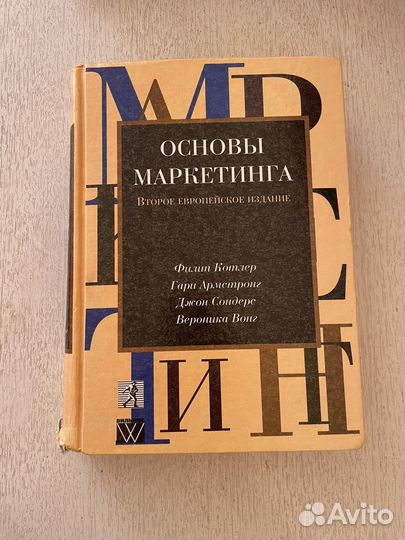 ОСНОВЫ
МАРКЕТИНГА
ВТОРОЕ ЕВРОПЕЙСКОЕ ИЗДАНИЕ
Филип Котлер
Гари Армстронг
Джон Сондерс
Вероника Вонг
W
Avito